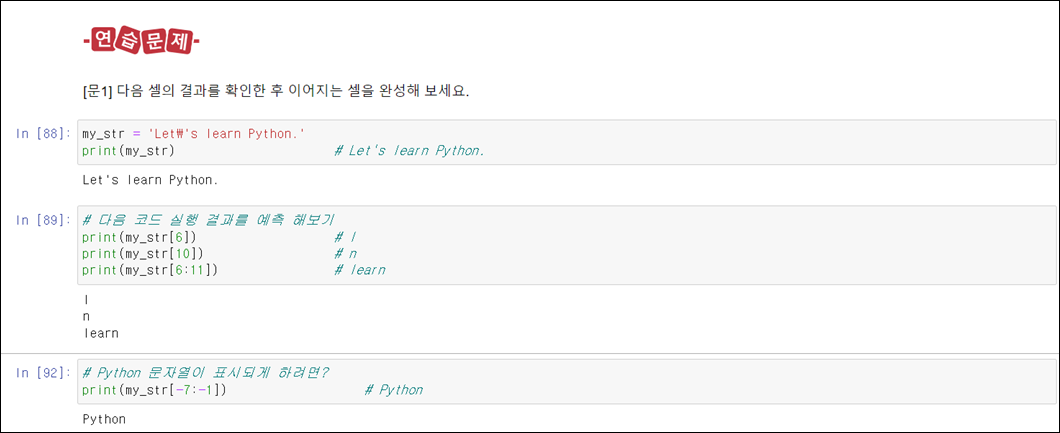 -연습문제-
[문1] 다음 셀의 결과를 확인한 후 이어지는 셀을 완성해 보세요.
In [88]: my_str = 'Let₩'s learn Python.'
print(my_str) # Let's learn Python.
Let's learn Python.
In [89]: # 다음 코드 실행 결과를 예측 해보기
print(my_str[6]) # l
print(my_str[10]) # n
print(my_str[6:11]) # learn
l
n
learn
In [92]: # Python 문자열이 표시되게 하려면?
print(my_str[-7:-1]) # Python
Python